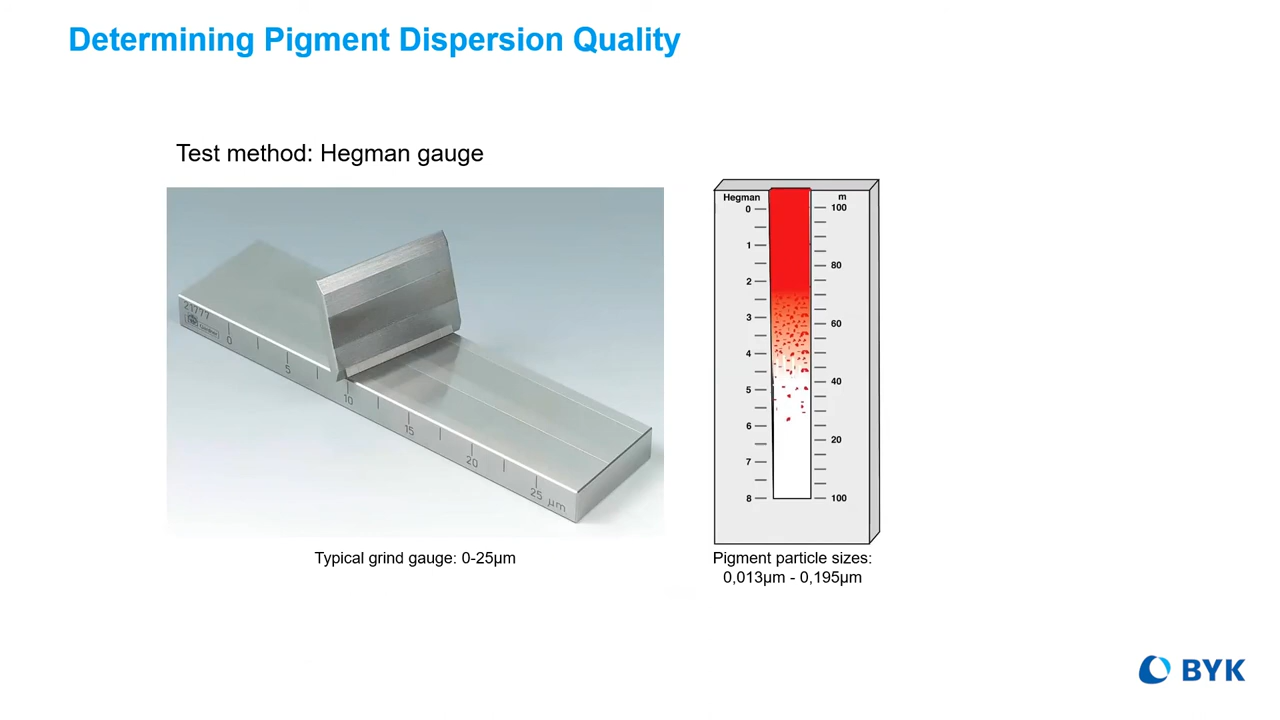 Determining Pigment Dispersion Quality
Test method: Hegman gauge
21777
0
5
10
15
20
25 µm
Hegman
m
0
100
1
80
2
3
60
4
40
5
6
20
7
8
100
Typical grind gauge: 0-25µm
Pigment particle sizes:
0,013µm - 0,195µm
BYK